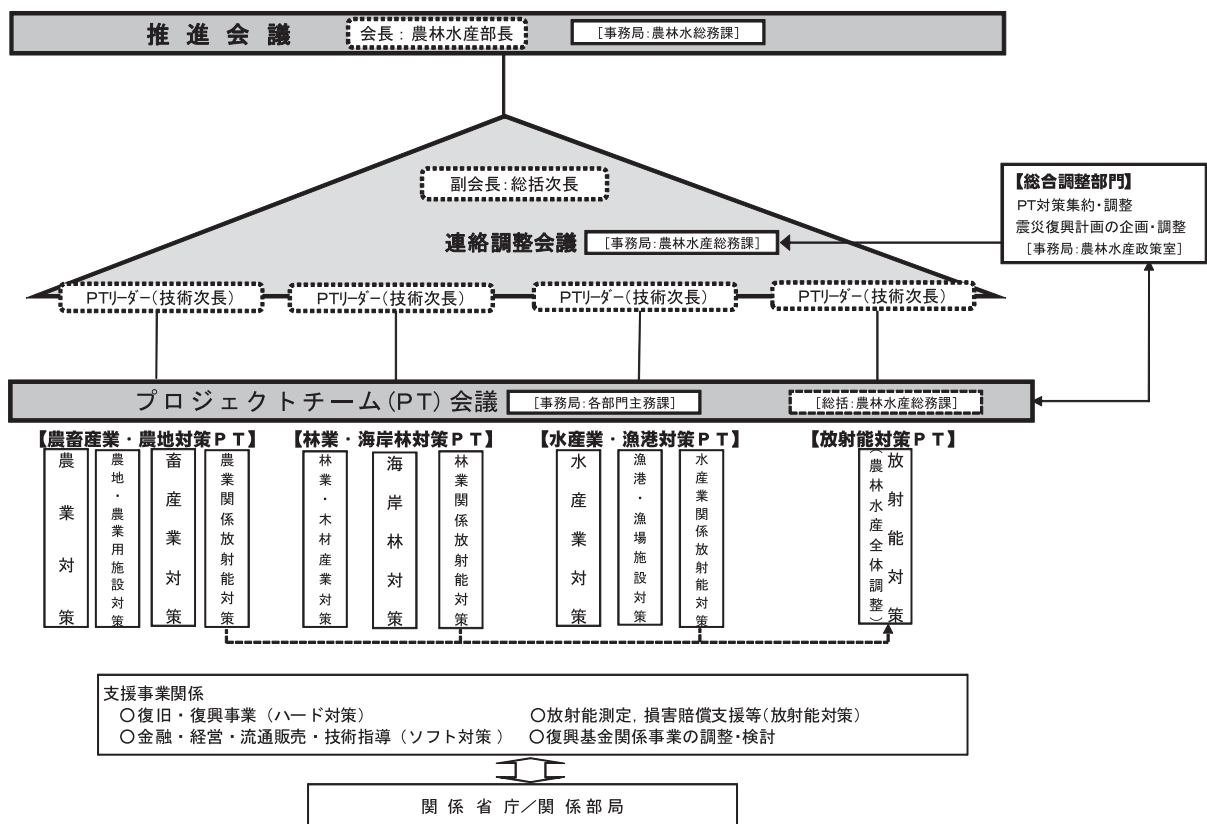 推進会議 会長：農林水産部長 [事務局:農林水総務課]
副会長:総括次長
連絡調整会議 [事務局:農林水産総務課]
【総合調整部門】
PT対策集約・調整
震災復興計画の企画・調整
[事務局:農林水産政策室]
PTﾘｰﾀﾞｰ(技術次長)
PTﾘｰﾀﾞｰ(技術次長)
PTﾘｰﾀﾞｰ(技術次長)
PTﾘｰﾀﾞｰ(技術次長)
プロジェクトチーム(PT)会議 [事務局:各部門主務課] [総括:農林水産総務課]
【農畜産業・農地対策ＰＴ】
農業対策
農地・農業用施設対策
畜産業対策
農業関係放射能対策
【林業・海岸林対策ＰＴ】
林業・木材産業対策
海岸林対策
林業関係放射能対策
【水産業・漁港対策ＰＴ】
水産業対策
漁港・漁場施設対策
水産業関係放射能対策
【放射能対策ＰＴ】
放射能対策
(農林水産全体調整)
支援事業関係
○復旧・復興事業（ハード対策）
○放射能測定，損害賠償支援等(放射能対策）
○金融・経営・流通販売・技術指導（ソフト対策）
○復興基金関係事業の調整・検討
関係省庁／関係部局